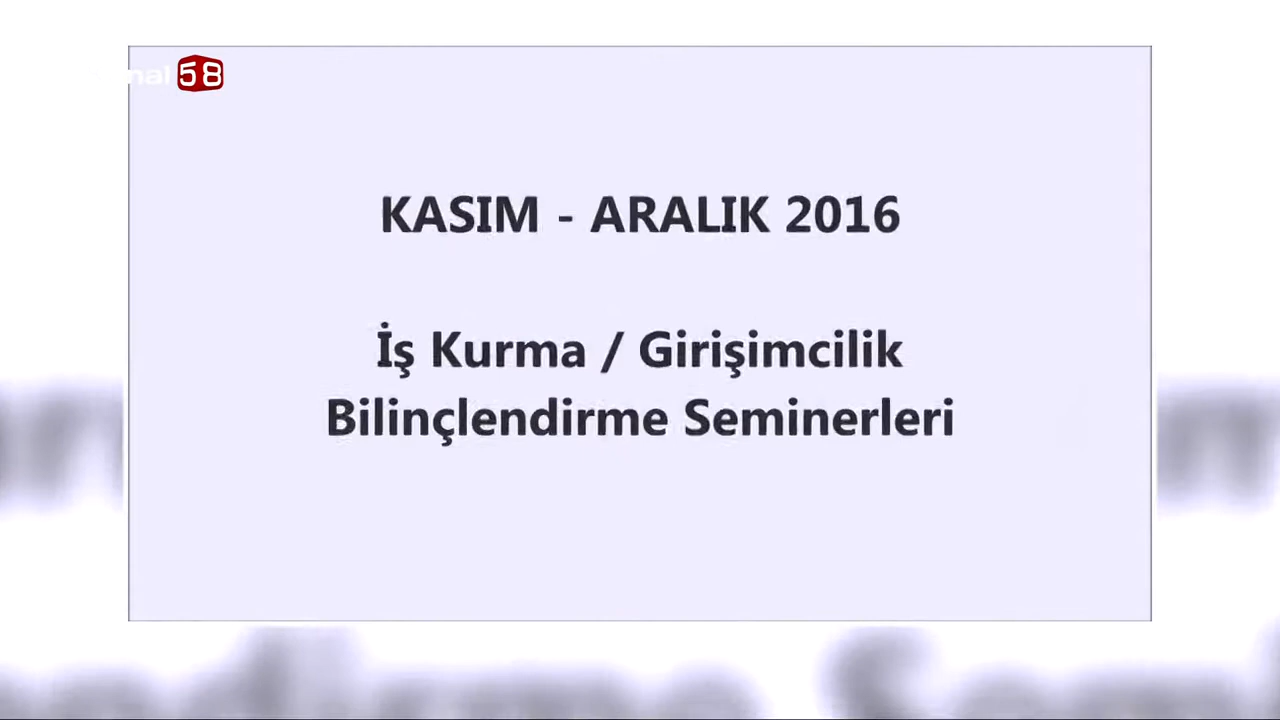 58
KASIM - ARALIK 2016
İş Kurma / Girişimcilik
Bilinçlendirme Seminerleri